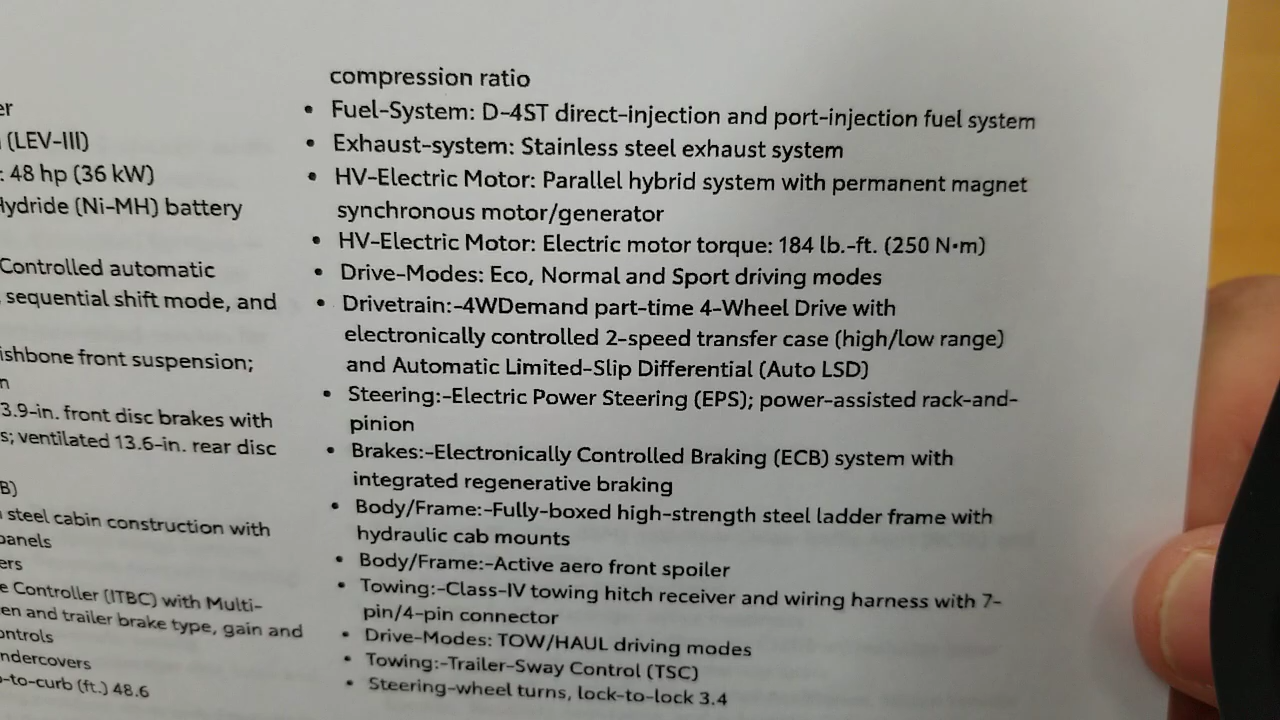 er
(LEV-III)
: 48 hp (36 kW)
Hydride (Ni-MH) battery
Controlled automatic
, sequential shift mode, and
ishbone front suspension;
n
3.9-in. front disc brakes with
s; ventilated 13.6-in. rear disc
B)
steel cabin construction with
panels
ers
e Controller (ITBC) with Multi-
en and trailer brake type, gain and
ontrols
ndercovers
-to-curb (ft.) 48.6
compression ratio
• Fuel-System: D-4ST direct-injection and port-injection fuel system
• Exhaust-system: Stainless steel exhaust system
• HV-Electric Motor: Parallel hybrid system with permanent magnet
synchronous motor/generator
• HV-Electric Motor: Electric motor torque: 184 lb.-ft. (250 N•m)
• Drive-Modes: Eco, Normal and Sport driving modes
• Drivetrain:-4WDemand part-time 4-Wheel Drive with
electronically controlled 2-speed transfer case (high/low range)
and Automatic Limited-Slip Differential (Auto LSD)
• Steering:-Electric Power Steering (EPS); power-assisted rack-and-
pinion
• Brakes:-Electronically Controlled Braking (ECB) system with
integrated regenerative braking
• Body/Frame:-Fully-boxed high-strength steel ladder frame with
hydraulic cab mounts
• Body/Frame:-Active aero front spoiler
• Towing:-Class-IV towing hitch receiver and wiring harness with 7-
pin/4-pin connector
• Drive-Modes: TOW/HAUL driving modes
• Towing:-Trailer-Sway Control (TSC)
• Steering-wheel turns, lock-to-lock 3.4